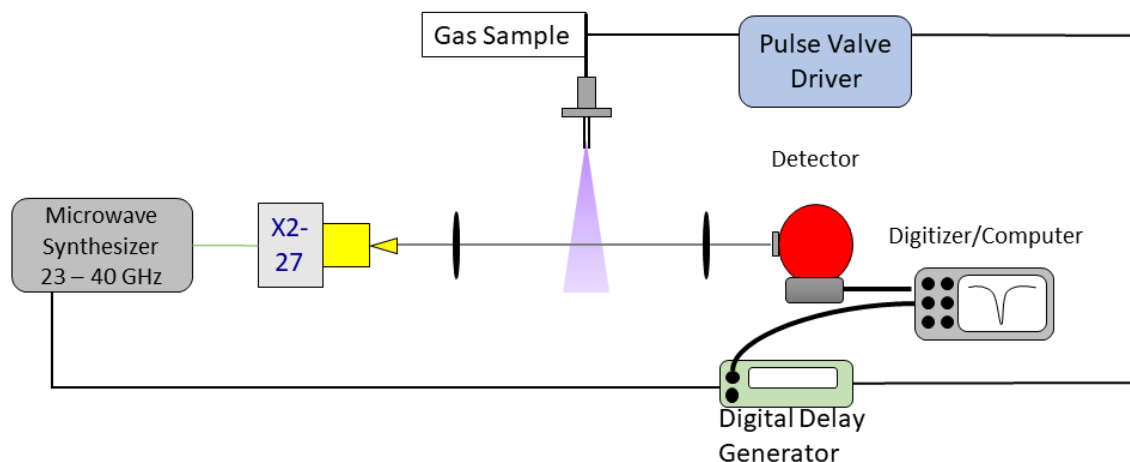 Gas Sample
Pulse Valve
Driver
Detector
Microwave
Synthesizer
23 – 40 GHz
X2-
27
Digitizer/Computer
Digital Delay
Generator